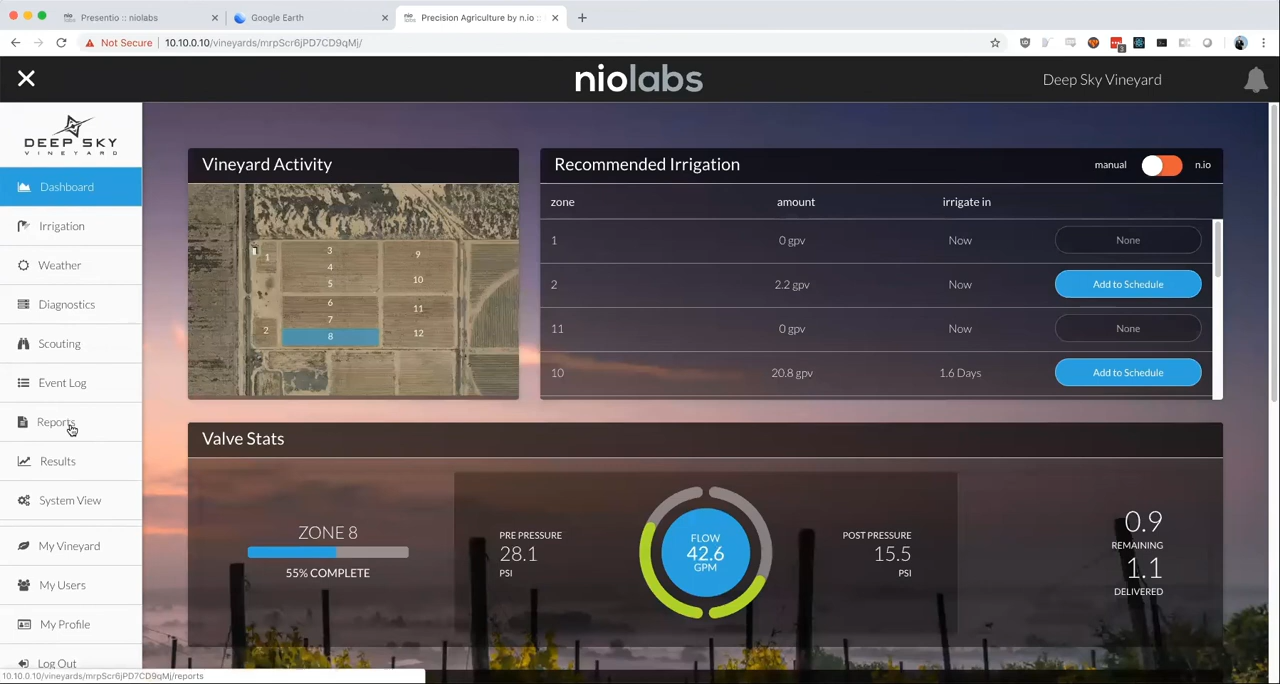 Presentio :: niolabs
Google Earth
Precision Agriculture by n.io ::
Not Secure
10.10.0.10/vineyards/mrpScr6jPD7CD9qMj/
3
niolabs
Deep Sky Vineyard
DEEP SKY
VINEYARD
Dashboard
Irrigation
Weather
Diagnostics
Scouting
Event Log
Reports
Results
System View
My Vineyard
My Users
My Profile
Log Out
Vineyard Activity
1
3
9
4
5
10
6
11
7
2
8
12
Recommended Irrigation
manual
n.io
zone amount irrigate in
1 0 gpv Now None
2 2.2 gpv Now Add to Schedule
11 0 gpv Now None
10 20.8 gpv 1.6 Days Add to Schedule
Valve Stats
ZONE 8
55% COMPLETE
PRE PRESSURE
28.1
PSI
FLOW
42.6
GPM
POST PRESSURE
15.5
PSI
0.9
REMAINING
1.1
DELIVERED
10.10.0.10/vineyards/mrpScr6jPD7CD9qMj/reports